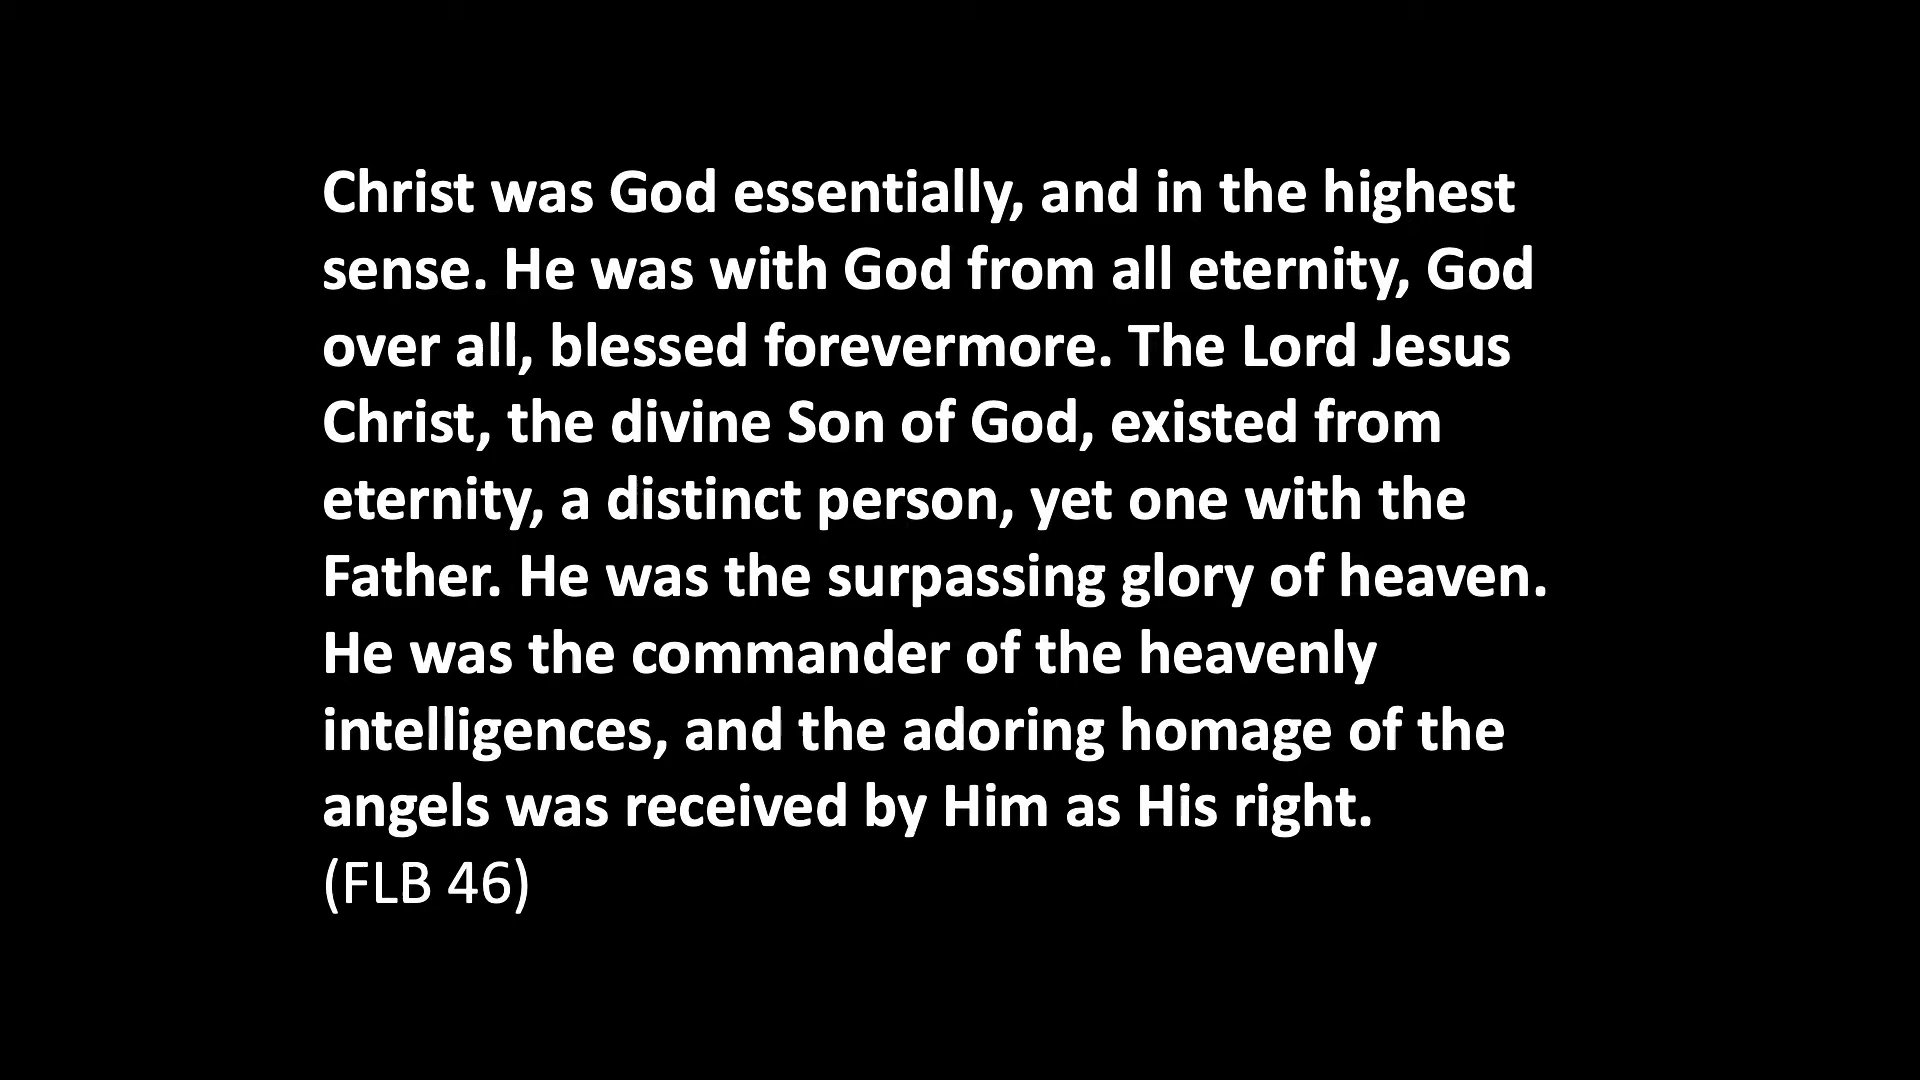 Christ was God essentially, and in the highest
sense. He was with God from all eternity, God
over all, blessed forevermore. The Lord Jesus
Christ, the divine Son of God, existed from
eternity, a distinct person, yet one with the
Father. He was the surpassing glory of heaven.
He was the commander of the heavenly
intelligences, and the adoring homage of the
angels was received by Him as His right.
(FLB 46)